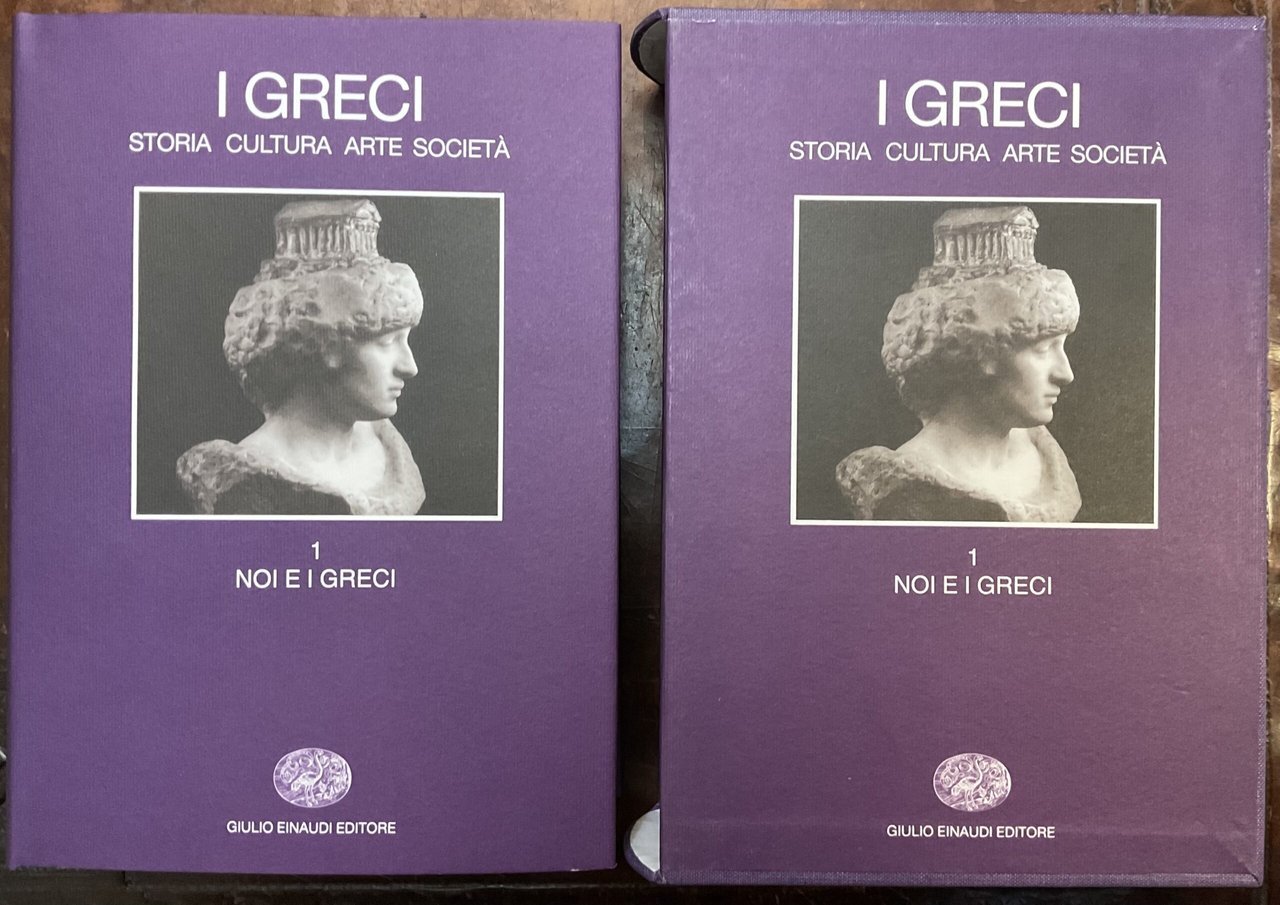 I GRECI
STORIA CULTURA ARTE SOCIETÀ
1
NOI E I GRECI
GIULIO EINAUDI EDITORE
I GRECI
STORIA CULTURA ARTE SOCIETÀ
1
NOI E I GRECI
GIULIO EINAUDI EDITORE